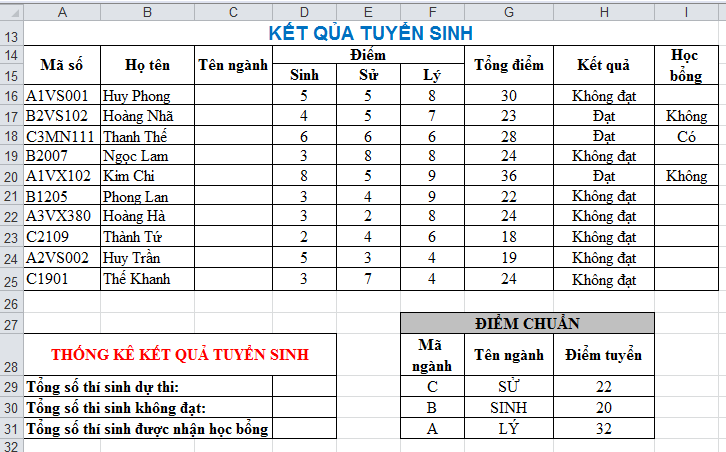 A B C D E F G H I
13 KẾT QỦA TUYỂN SINH
14 Mã số Họ tên Tên ngành Điểm Tổng điểm Kết quả Học bổng
15 Sinh Sử Lý
16 A1VS001 Huy Phong 5 5 8 30 Không đạt
17 B2VS102 Hoàng Nhã 4 5 7 23 Đạt Không
18 C3MN111 Thanh Thế 6 6 6 28 Đạt Có
19 B2007 Ngọc Lam 3 8 8 24 Không đạt
20 A1VX102 Kim Chi 8 5 9 36 Đạt Không
21 B1205 Phong Lan 3 4 9 22 Không đạt
22 A3VX380 Hoàng Hà 3 2 8 24 Không đạt
23 C2109 Thành Tứ 2 4 6 18 Không đạt
24 A2VS002 Huy Trần 5 3 4 19 Không đạt
25 C1901 Thế Khanh 3 7 4 24 Không đạt
26
27 ĐIỂM CHUẨN
28 THỐNG KÊ KẾT QUẢ TUYỂN SINH Mã ngành Tên ngành Điểm tuyển
29 Tổng số thí sinh dự thi: C SỬ 22
30 Tổng số thi sinh không đạt: B SINH 20
31 Tổng số thí sinh được nhận học bổng A LÝ 32
32